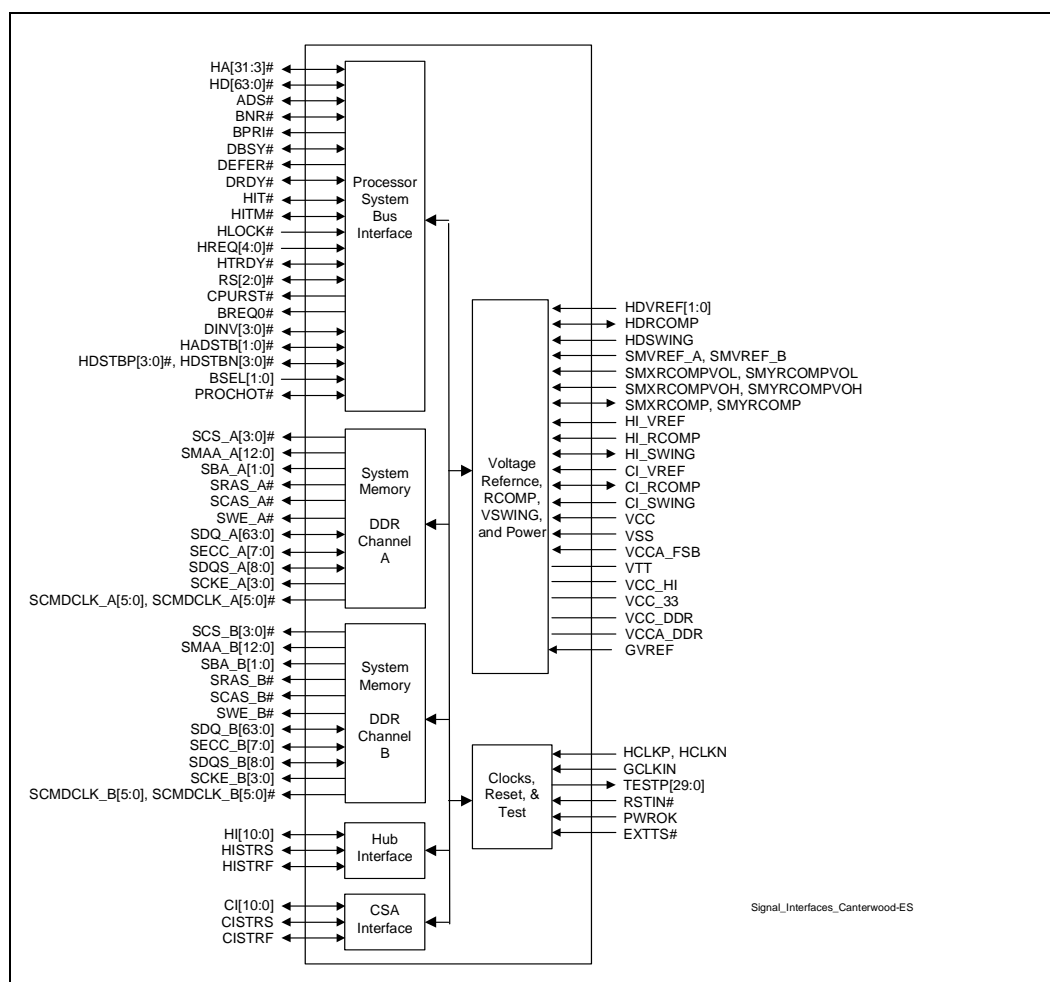 HA[31:3]#
HD[63:0]#
ADS#
BNR#
BPRI#
DBSY#
DEFER#
DRDY#
HIT#
HITM#
HLOCK#
HREQ[4:0]#
HTRDY#
RS[2:0]#
CPURST#
BREQ0#
DINV[3:0]#
HADSTB[1:0]#
HDSTBP[3:0]#, HDSTBN[3:0]#
BSEL[1:0]
PROCHOT#
Processor
System
Bus
Interface
SCS_A[3:0]#
SMAA_A[12:0]
SBA_A[1:0]
SRAS_A#
SCAS_A#
SWE_A#
SDQ_A[63:0]
SECC_A[7:0]
SDQS_A[8:0]
SCKE_A[3:0]
SCMDCLK_A[5:0], SCMDCLK_A[5:0]#
System
Memory
DDR
Channel
A
SCS_B[3:0]#
SMAA_B[12:0]
SBA_B[1:0]
SRAS_B#
SCAS_B#
SWE_B#
SDQ_B[63:0]
SECC_B[7:0]
SDQS_B[8:0]
SCKE_B[3:0]
SCMDCLK_B[5:0], SCMDCLK_B[5:0]#
System
Memory
DDR
Channel
B
HI[10:0]
HISTRS
HISTRF
Hub
Interface
CI[10:0]
CISTRS
CISTRF
CSA
Interface
Voltage
Refernce,
RCOMP,
VSWING,
and Power
HDVREF[1:0]
HDRCOMP
HDSWING
SMVREF_A, SMVREF_B
SMXRCOMPVOL, SMYRCOMPVOL
SMXRCOMPVOH, SMYRCOMPVOH
SMXRCOMP, SMYRCOMP
HI_VREF
HI_RCOMP
HI_SWING
CI_VREF
CI_RCOMP
CI_SWING
VCC
VSS
VCCA_FSB
VTT
VCC_HI
VCC_33
VCC_DDR
VCCA_DDR
GVREF
Clocks,
Reset, &
Test
HCLKP, HCLKN
GCLKIN
TESTP[29:0]
RSTIN#
PWROK
EXTTS#
Signal_Interfaces_Canterwood-ES